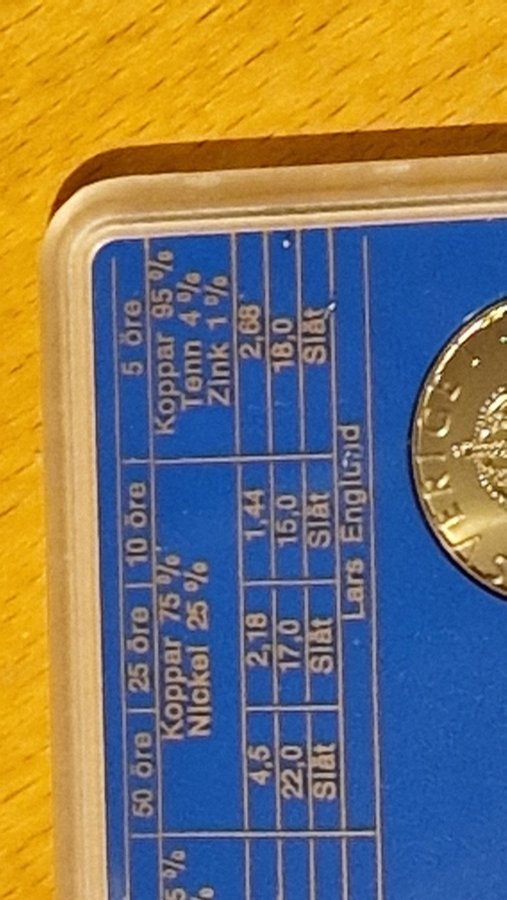 50 öre | 25 öre | 10 öre 5 öre
Koppar 75 %, Koppar 95 %
Nickel 25 % Tenn 4 %
Zink 1 %
4,5 2,18 1,44 2,68
22,0 17,0 15,0 18,0
Slät Slät Slät Slät
Lars Englund
VERIGE